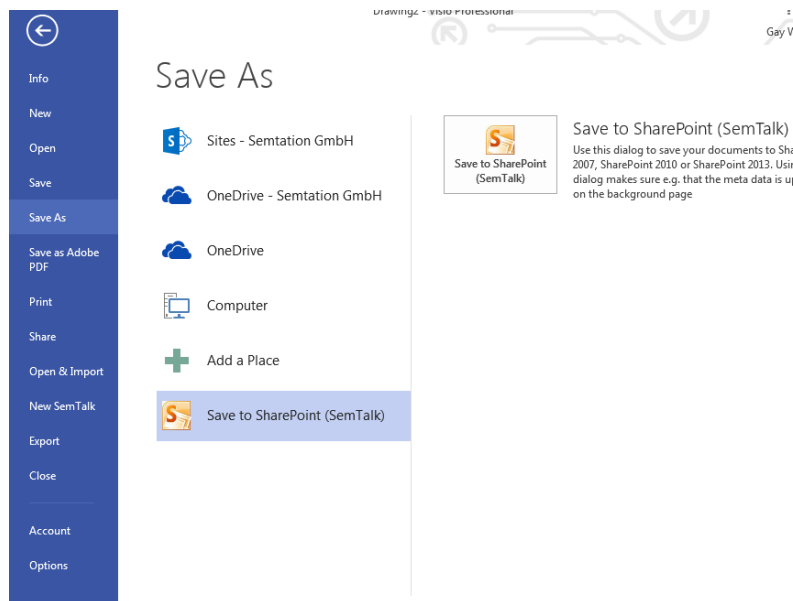 Drawing2 - Visio Professional
Gay
Info
New
Open
Save
Save As
Save as Adobe
PDF
Print
Share
Open & Import
New SemTalk
Export
Close
Account
Options
Save As
Sites - Semtation GmbH
OneDrive - Semtation GmbH
OneDrive
Computer
Add a Place
Save to SharePoint (SemTalk)
Save to SharePoint
(SemTalk)
Save to SharePoint (SemTalk)
Use this dialog to save your documents to
2007, SharePoint 2010 or SharePoint 2013.
dialog makes sure e.g. that the meta data is
on the background page